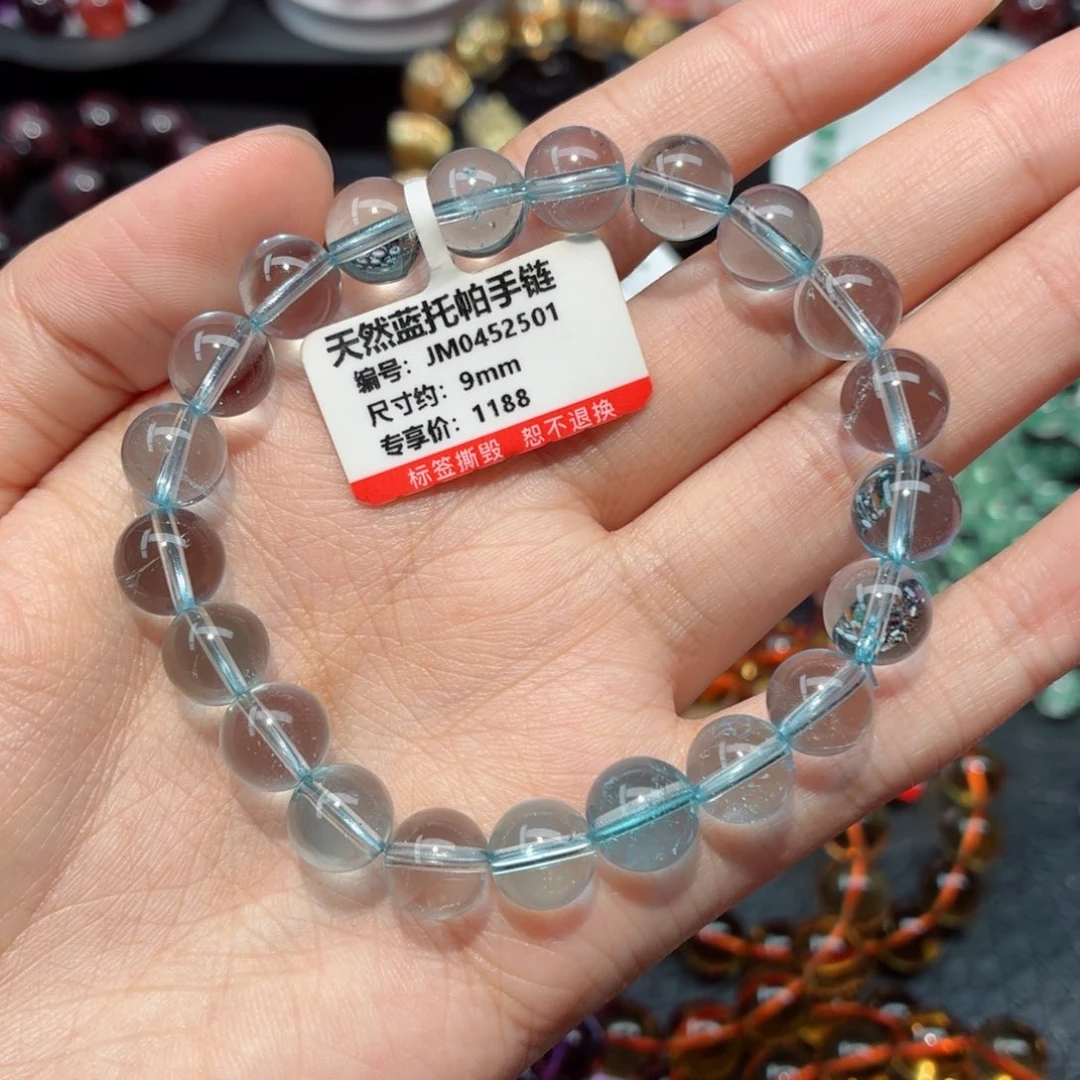 天然蓝托帕手链
编号：JM0452501
尺寸约：9mm
专享价：1188
标签撕毁 恕不退换